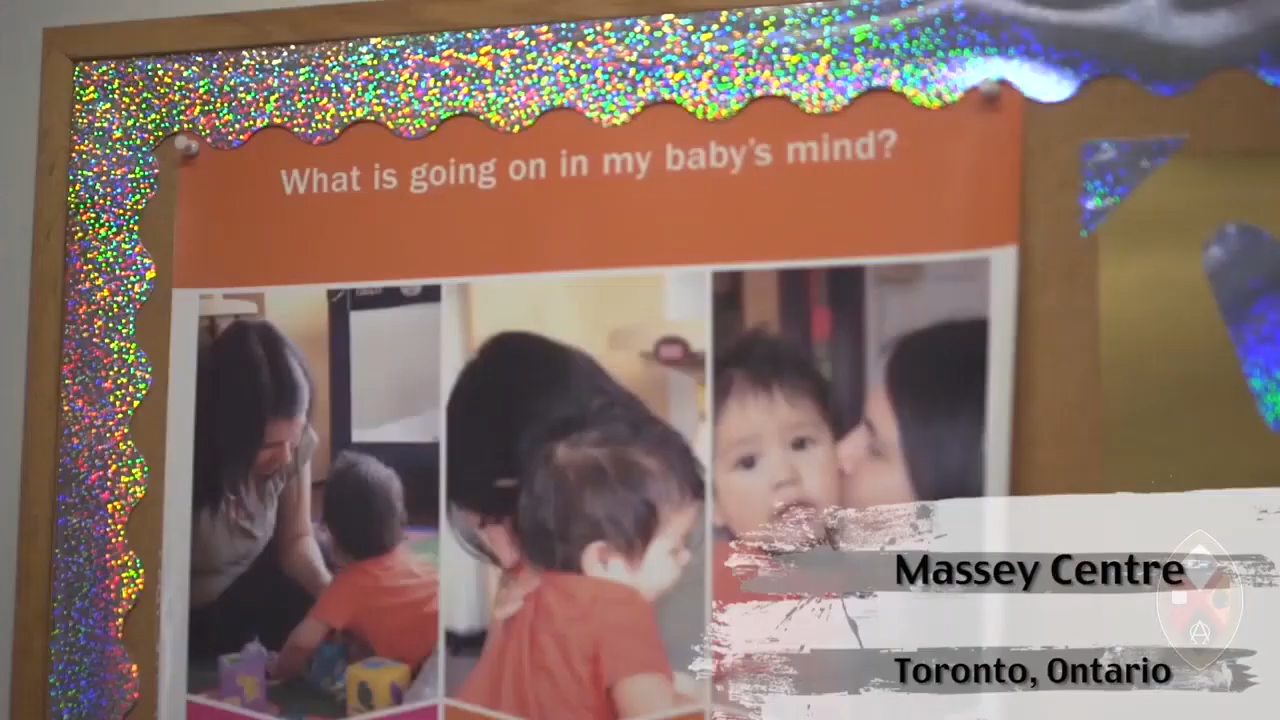 What is going on in my baby's mind?
Massey Centre
Toronto, Ontario